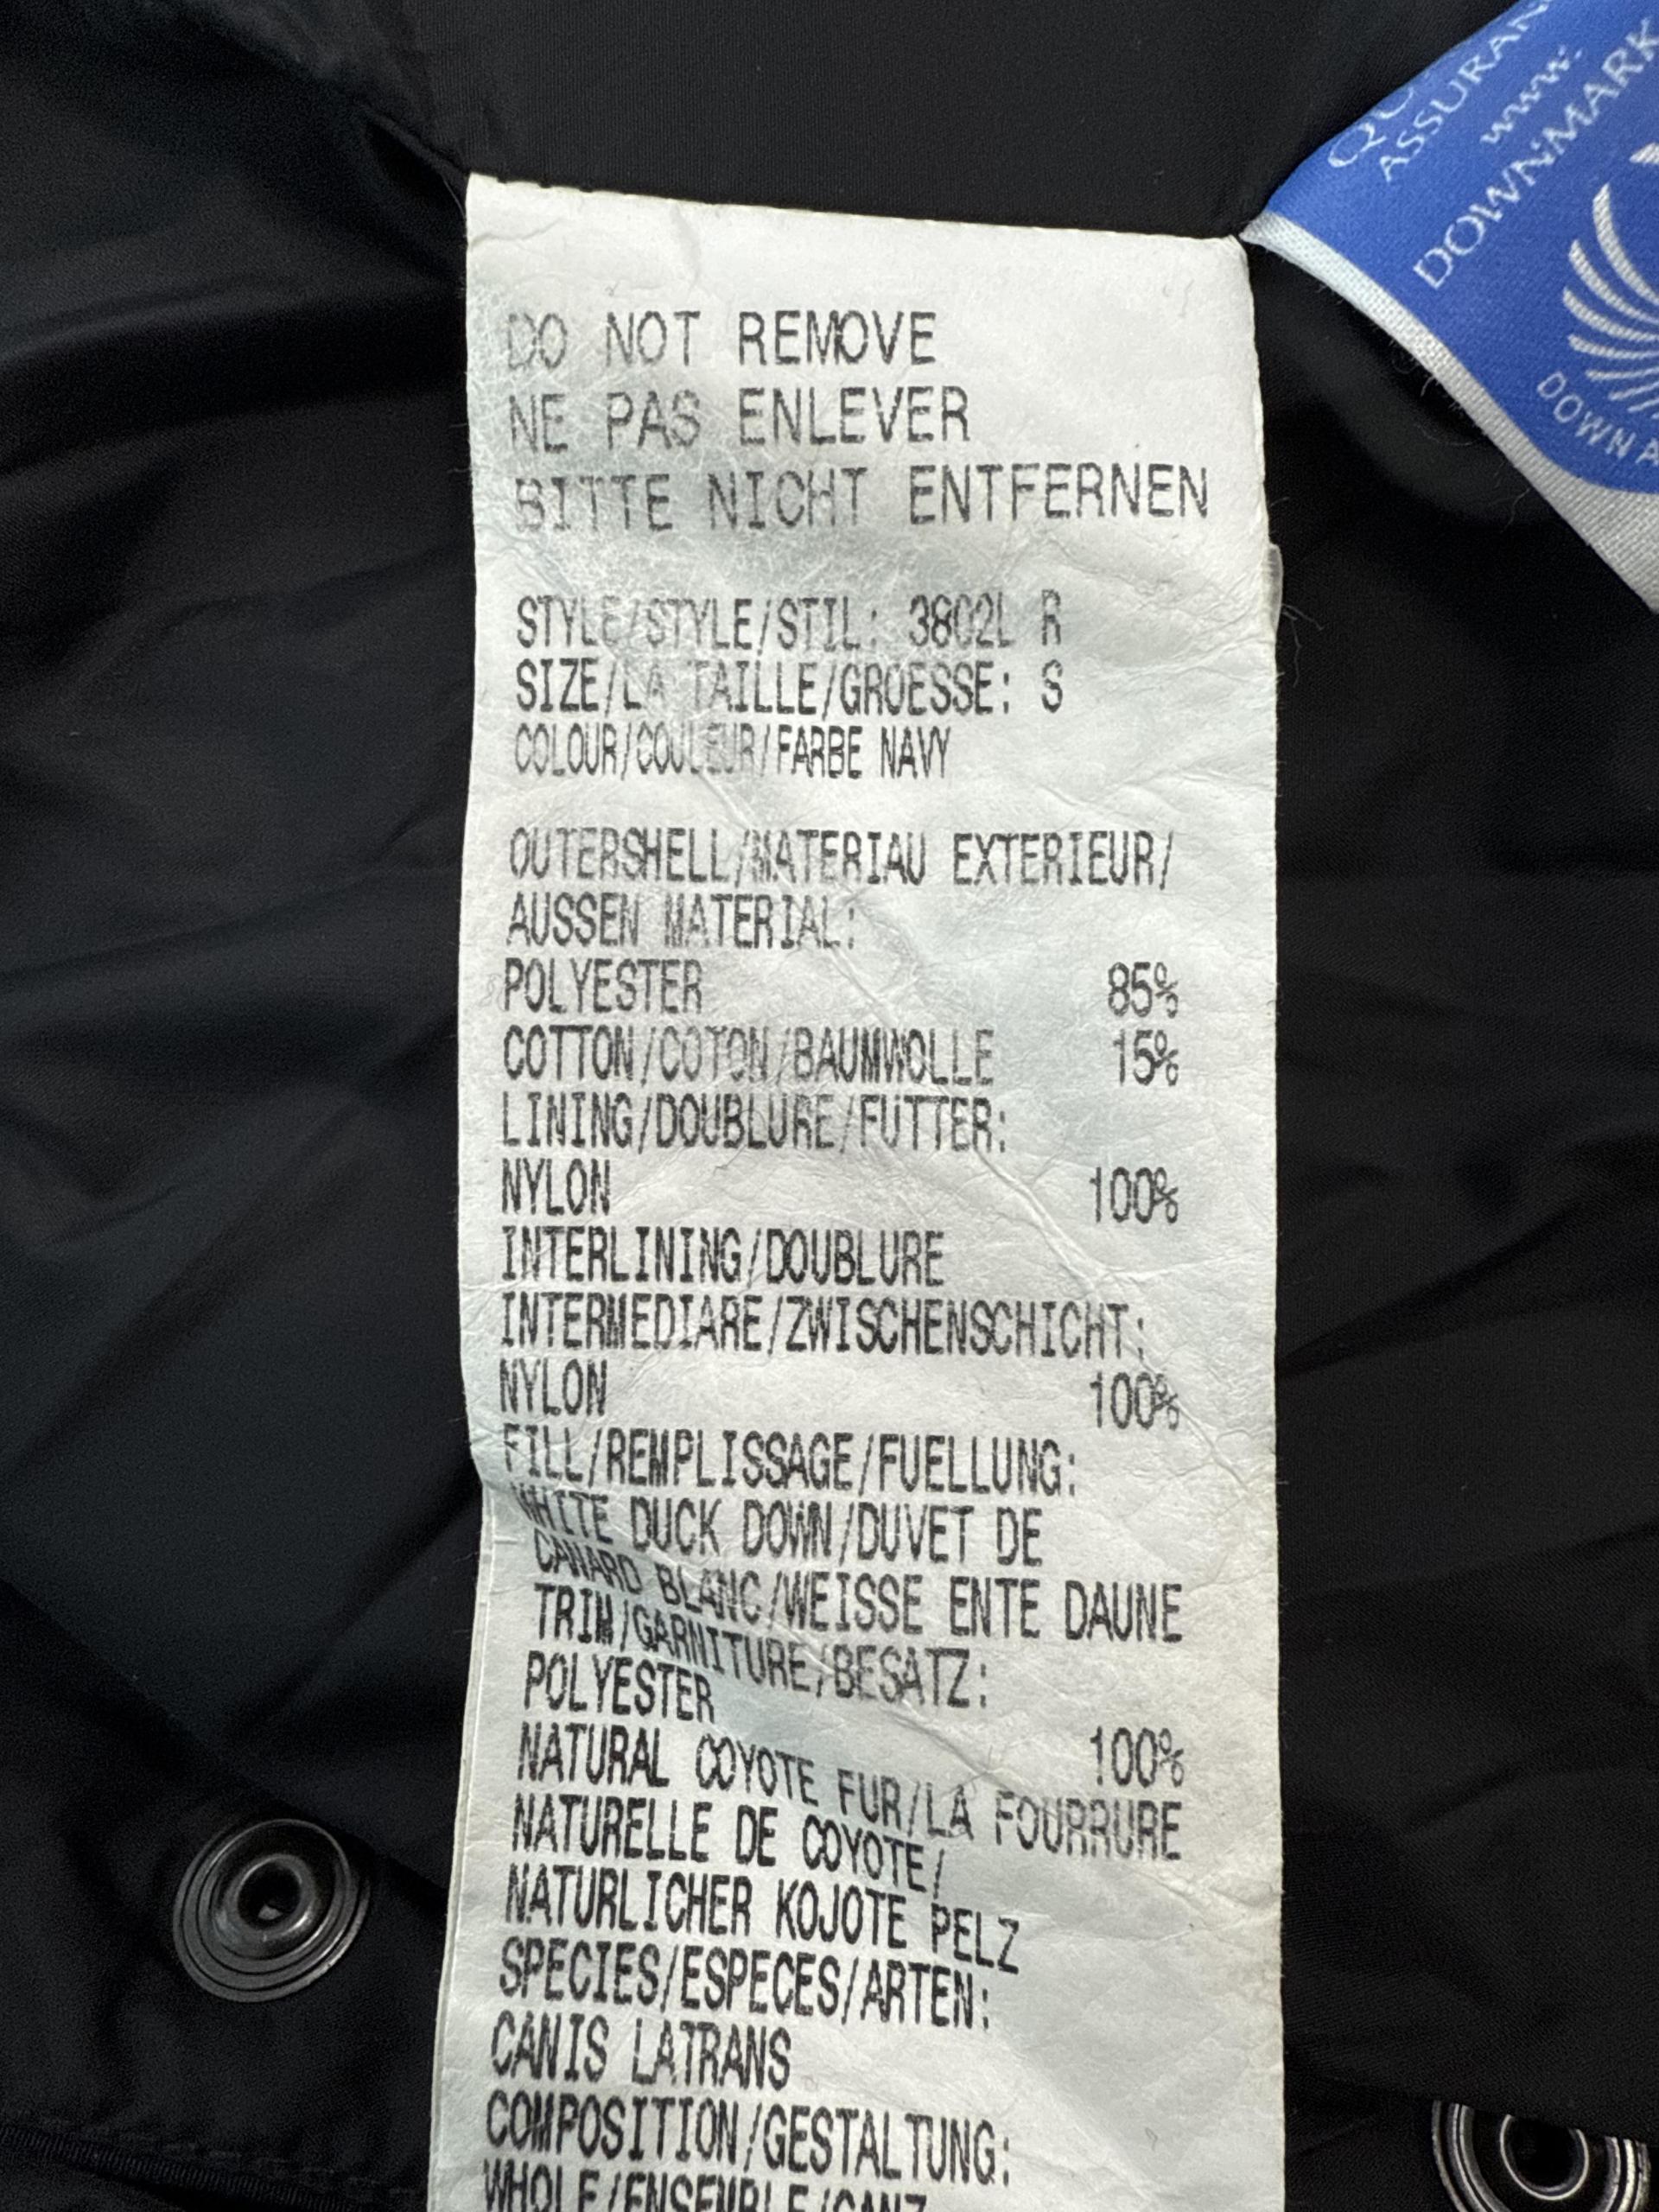 DO NOT REMOVE
NE PAS ENLEVER
BITTE NICHT ENTFERNEN
STYLE/STYLE/STIL: 3802L R
SIZE/LA TAILLE/GROESSE: S
COLOUR/COULEUR/FARBE NAVY
OUTERSHELL/MATERIAU EXTERIEUR/
AUSSEN MATERIAL:
POLYESTER 85%
COTTON/COTON/BAUMWOLLE 15%
LINING/DOUBLURE/FUTTER:
NYLON 100%
INTERLINING/DOUBLURE
INTERMEDIARE/ZWISCHENSCHICHT:
NYLON 100%
FILL/REMPLISSAGE/FUELLUNG:
WHITE DUCK DOWN/DUVET DE
CANARD BLANC/WEISSE ENTE DAUNE
TRIM/GARNITURE/BESATZ:
POLYESTER 100%
NATURAL COYOTE FUR/LA FOURRURE
NATURELLE DE COYOTE/
NATURLICHER KOJOTE PELZ
SPECIES/ESPECES/ARTEN:
CANIS LATRANS
COMPOSITION/GESTALTUNG:
WHOLE/ENSEMBLE/GANZ
ASSURAN
www.
DOWNMARK
DOWN A